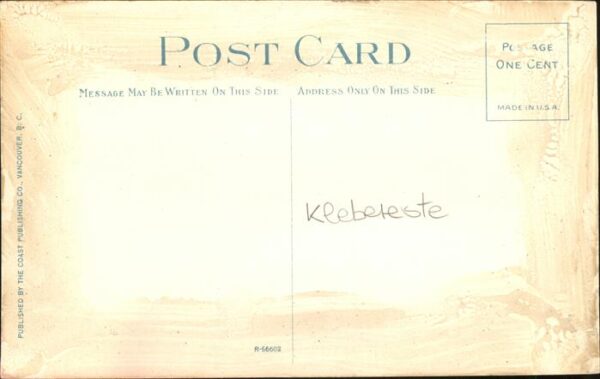 POST CARD
MESSAGE MAY BE WRITTEN ON THIS SIDE
ADDRESS ONLY ON THIS SIDE
POSTAGE
ONE CENT
MADE IN U.S.A.
PUBLISHED BY THE COAST PUBLISHING CO., VANCOUVER, B. C.
Klebereste
R-56602